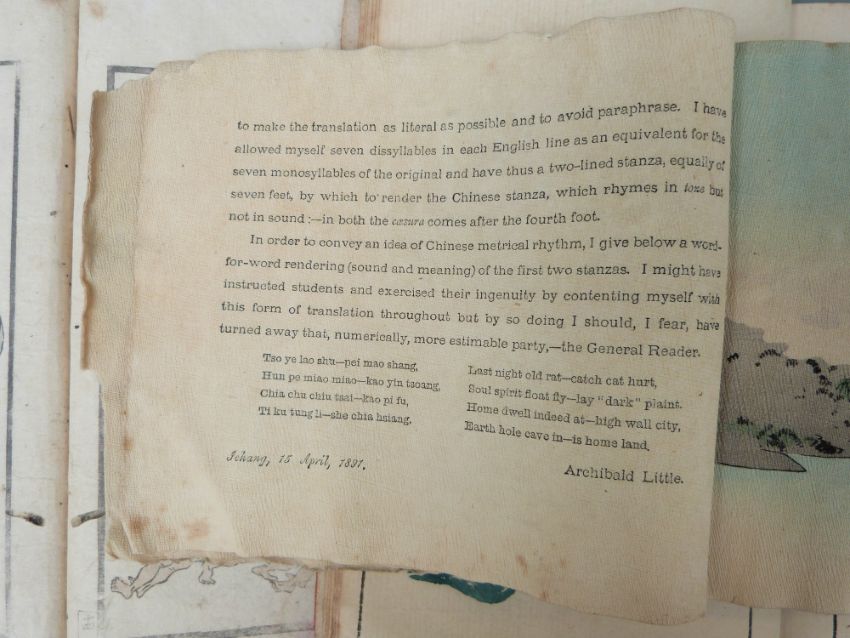 to make the translation as literal as possible and to avoid paraphrase. I have
allowed myself seven dissyllables in each English line as an equivalent for the
seven monosyllables of the original and have thus a two-lined stanza, equally of
seven feet, by which to render the Chinese stanza, which rhymes in tone but
not in sound:—in both the cæsura comes after the fourth foot.
In order to convey an idea of Chinese metrical rhythm, I give below a word-
for-word rendering (sound and meaning) of the first two stanzas. I might have
instructed students and exercised their ingenuity by contenting myself with
this form of translation throughout but by so doing I should, I fear, have
turned away that, numerically, more estimable party,—the General Reader.
Tso ye lao shu—pei mao shang,
Hun po miao miao—kao yin tsoang.
Chia chu chiu tsai—kao pi fu,
Ti ku tung li—she chia hsiang.
Last night old rat—catch cat hurt,
Soul spirit float fly—lay "dark" plaint.
Home dwell indeed at—high wall city,
Earth hole cave in—is home land.
Ichang, 15 April, 1891.
Archibald Little.